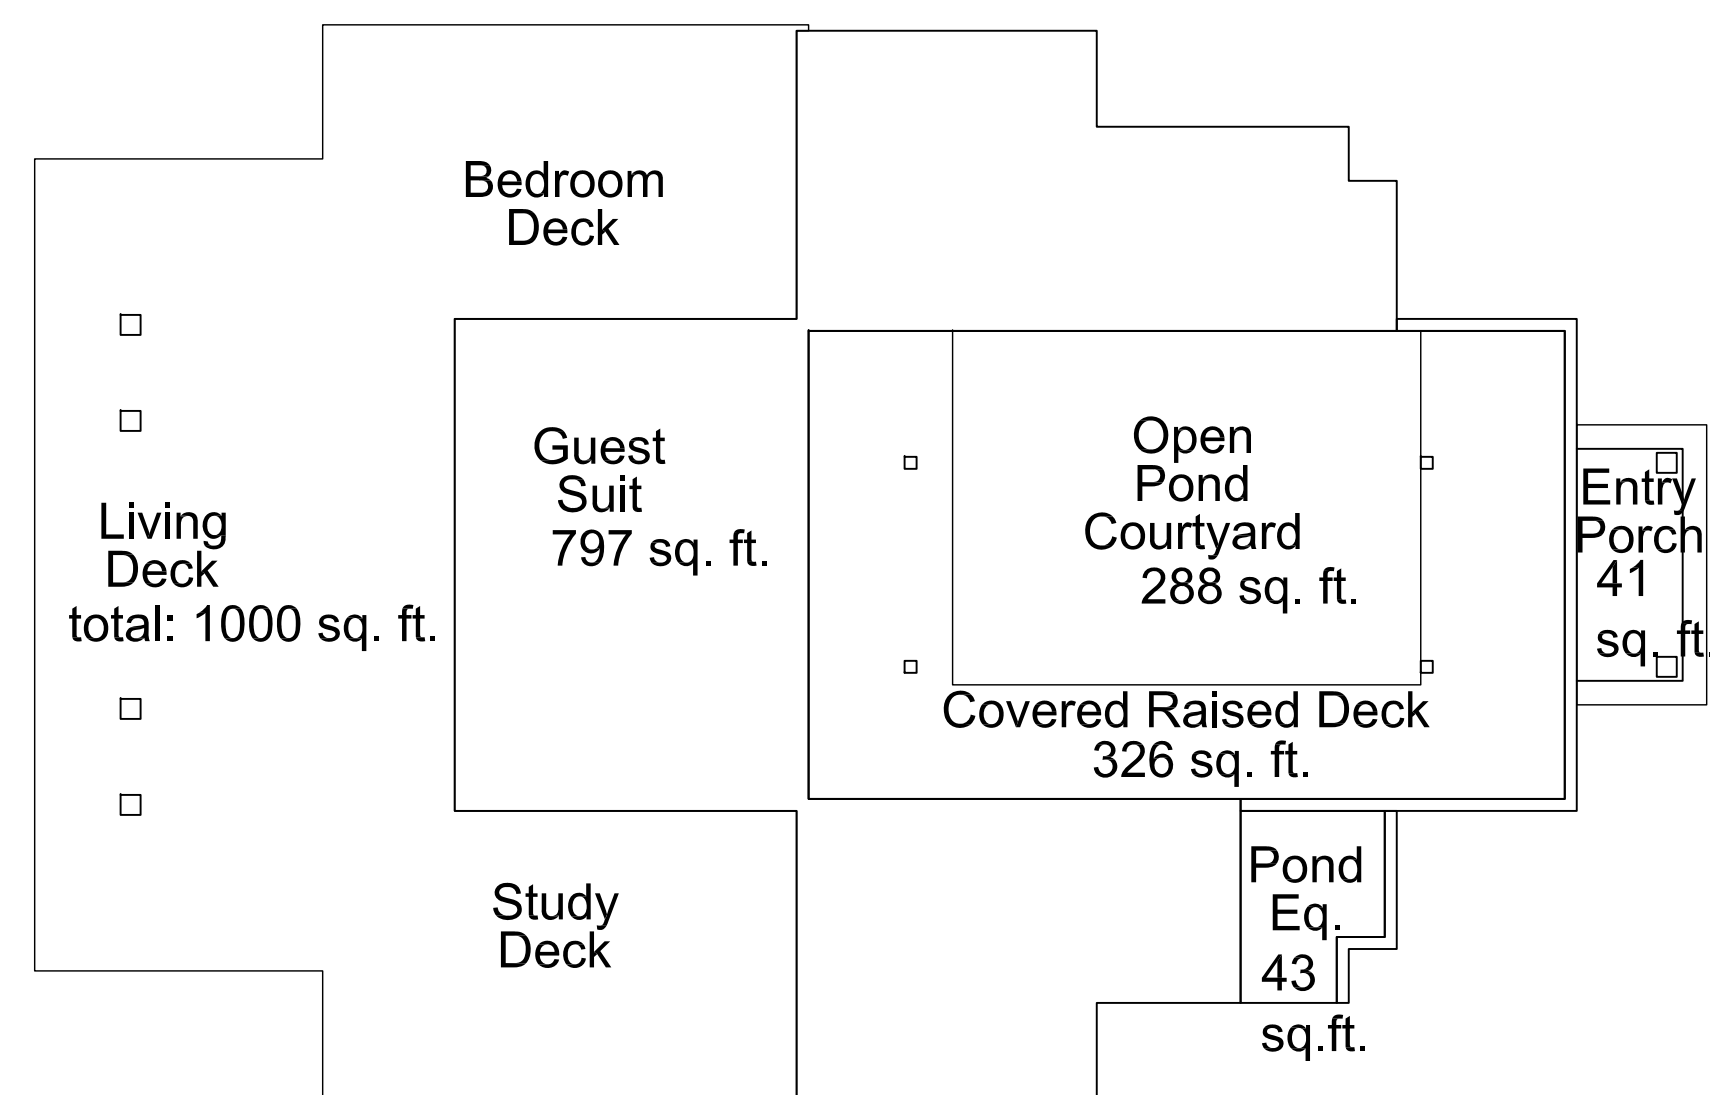 Bedroom
Deck
Guest
Suit
797 sq. ft.
Living
Deck
total: 1000 sq. ft.
Open
Pond
Courtyard
288 sq. ft.
Entry
Porch
41
sq. ft.
Covered Raised Deck
326 sq. ft.
Study
Deck
Pond
Eq.
43
sq.ft.